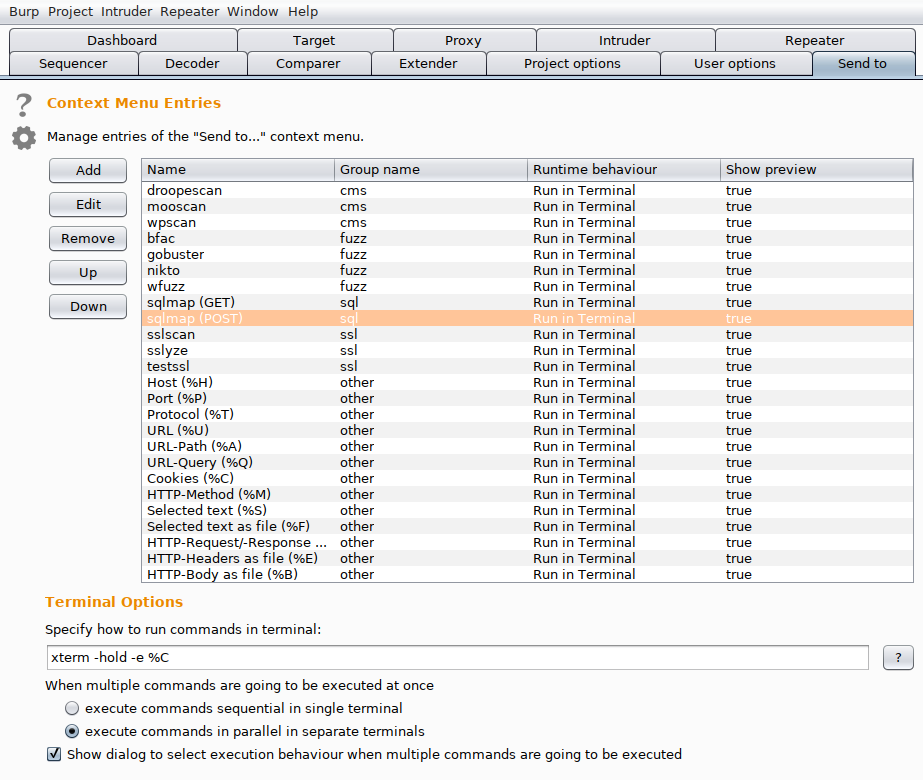 Burp Project Intruder Repeater Window Help
Dashboard Target Proxy Intruder Repeater
Sequencer Decoder Comparer Extender Project options User options Send to
? Context Menu Entries
Manage entries of the "Send to..." context menu.
Add
Edit
Remove
Up
Down
Name Group name Runtime behaviour Show preview
droopescan cms Run in Terminal true
mooscan cms Run in Terminal true
wpscan cms Run in Terminal true
bfac fuzz Run in Terminal true
gobuster fuzz Run in Terminal true
nikto fuzz Run in Terminal true
wfuzz fuzz Run in Terminal true
sqlmap (GET) sql Run in Terminal true
sqlmap (POST) sql Run in Terminal true
sslscan ssl Run in Terminal true
sslyze ssl Run in Terminal true
testssl ssl Run in Terminal true
Host (%H) other Run in Terminal true
Port (%P) other Run in Terminal true
Protocol (%T) other Run in Terminal true
URL (%U) other Run in Terminal true
URL-Path (%A) other Run in Terminal true
URL-Query (%Q) other Run in Terminal true
Cookies (%C) other Run in Terminal true
HTTP-Method (%M) other Run in Terminal true
Selected text (%S) other Run in Terminal true
Selected text as file (%F) other Run in Terminal true
HTTP-Request/-Response ... other Run in Terminal true
HTTP-Headers as file (%E) other Run in Terminal true
HTTP-Body as file (%B) other Run in Terminal true
Terminal Options
Specify how to run commands in terminal:
xterm -hold -e %C ?
When multiple commands are going to be executed at once
execute commands sequential in single terminal
execute commands in parallel in separate terminals
Show dialog to select execution behaviour when multiple commands are going to be executed